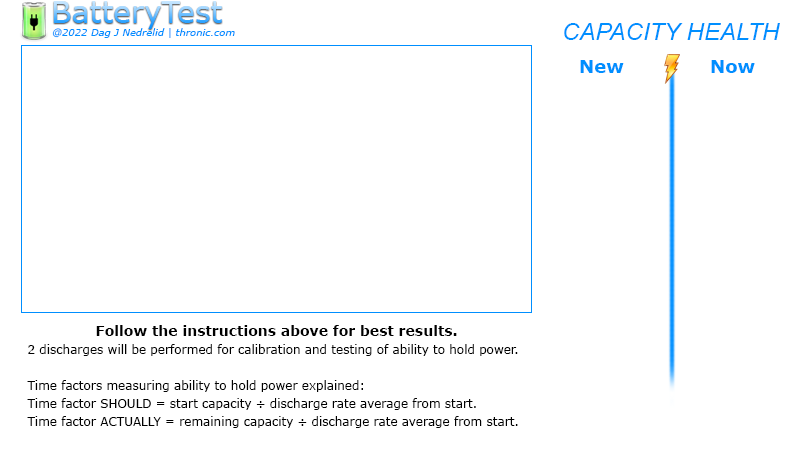 BatteryTest
@2022 Dag J Nedrelid | thronic.com
CAPACITY HEALTH
New
Now
Follow the instructions above for best results.
2 discharges will be performed for calibration and testing of ability to hold power.
Time factors measuring ability to hold power explained:
Time factor SHOULD = start capacity ÷ discharge rate average from start.
Time factor ACTUALLY = remaining capacity ÷ discharge rate average from start.